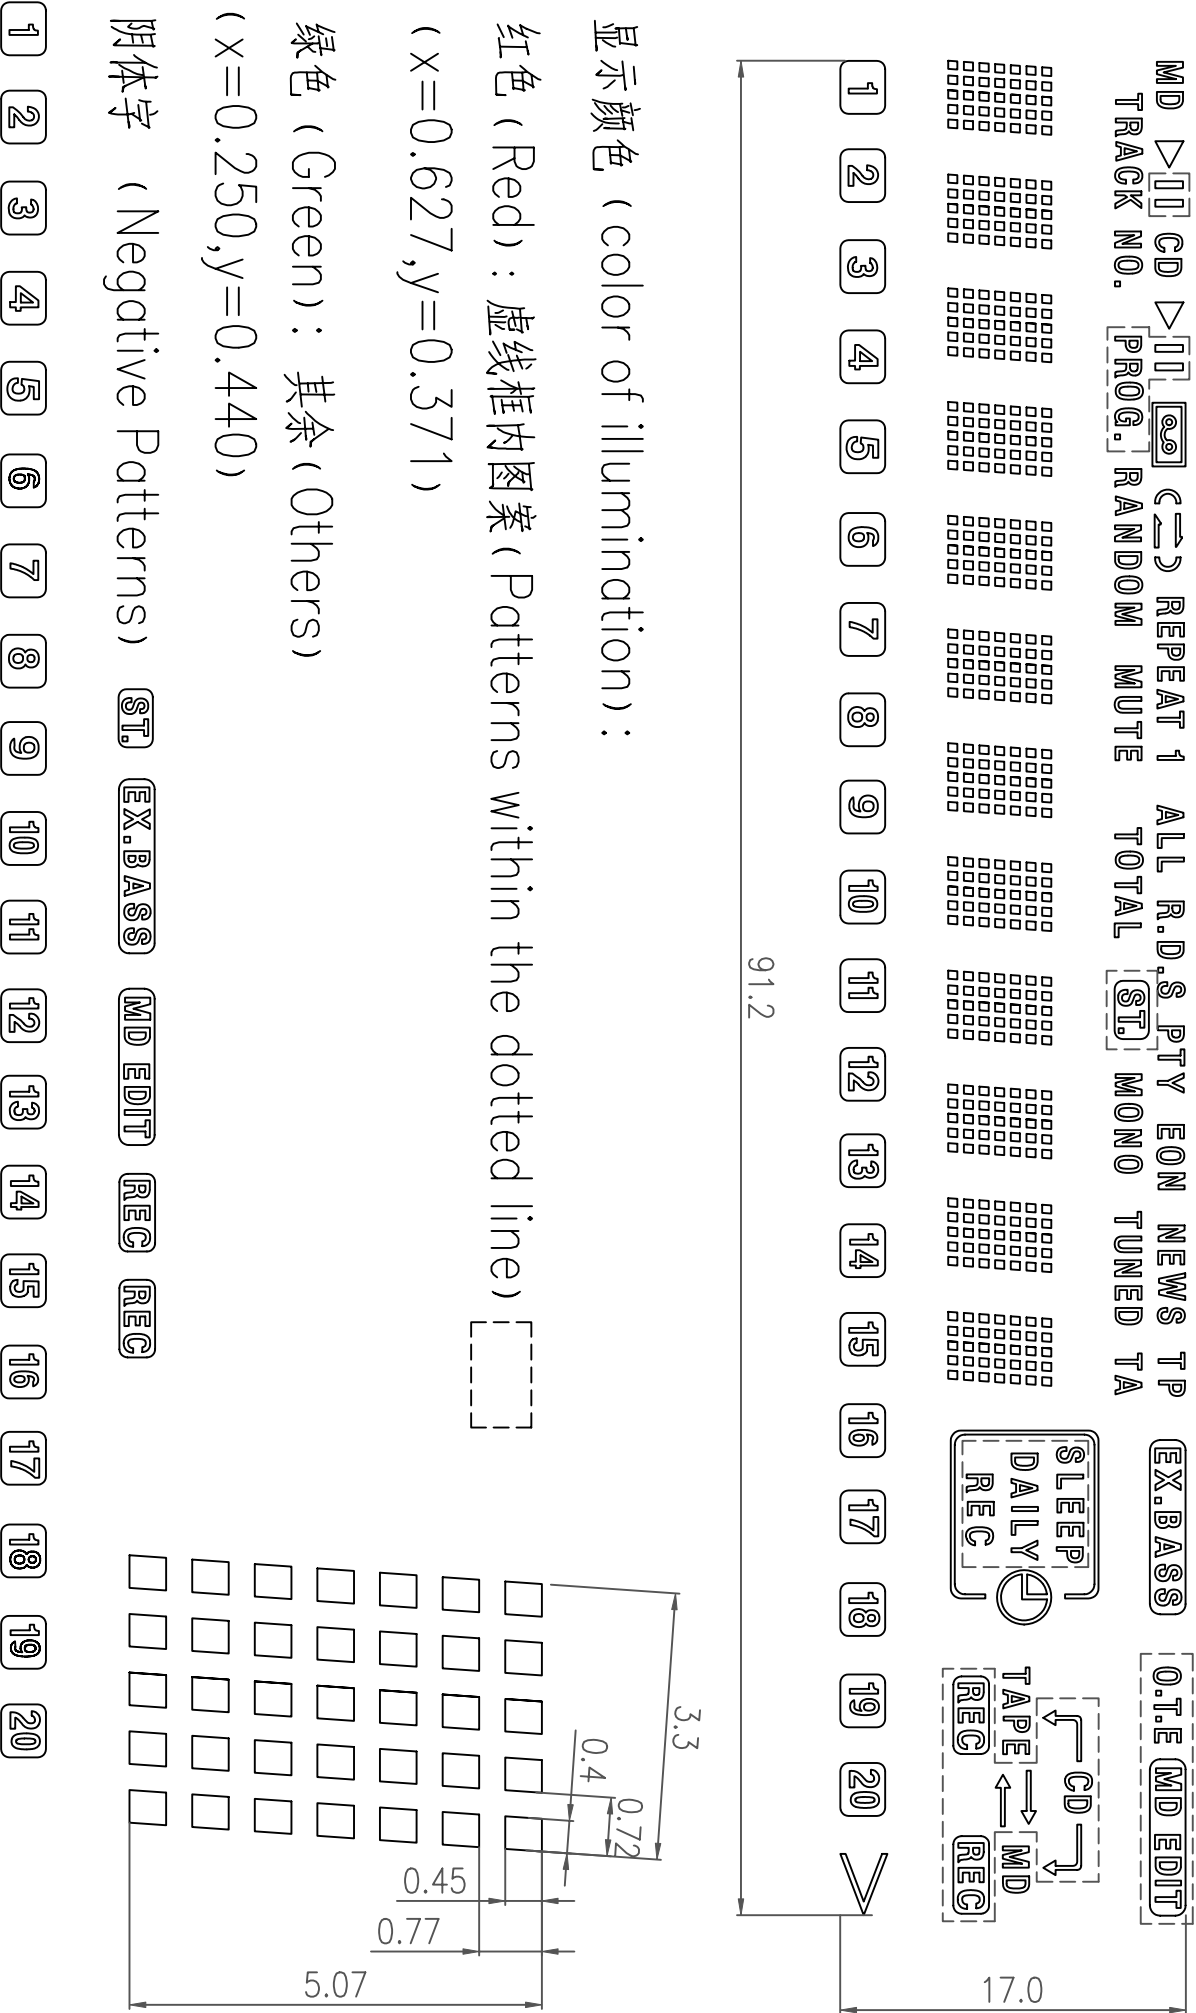 MD CD REPEAT 1 ALL R.D.S PTY EON NEWS TP EX.BASS O.T.E MD EDIT
TRACK NO. PROG. RANDOM MUTE TOTAL ST. MONO TUNED TA
SLEEP
DAILY
REC
CD
TAPE MD
REC REC
1 2 3 4 5 6 7 8 9 10 11 12 13 14 15 16 17 18 19 20
17.0
91.2
显示颜色（color of illumination）:
红色（Red）: 虚线框内图案（Patterns within the dotted line）
（x=0.627,y=0.371）
绿色（Green）: 其余（Others）
（x=0.250,y=0.440）
阴体字 （Negative Patterns） ST. EX.BASS MD EDIT REC REC
1 2 3 4 5 6 7 8 9 10 11 12 13 14 15 16 17 18 19 20
3.3
0.4
0.72
0.45
0.77
5.07